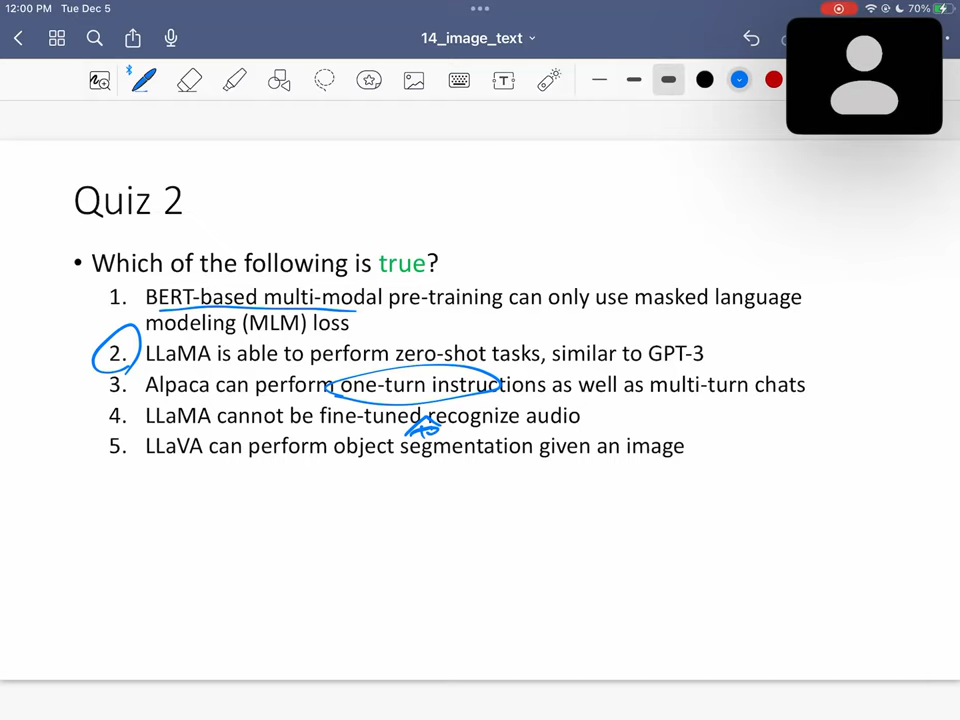 12:00 PM Tue Dec 5
70%
14_image_text
Quiz 2
• Which of the following is true?
1. BERT-based multi-modal pre-training can only use masked language
modeling (MLM) loss
2. LLaMA is able to perform zero-shot tasks, similar to GPT-3
3. Alpaca can perform one-turn instructions as well as multi-turn chats
4. LLaMA cannot be fine-tuned recognize audio
to
5. LLaVA can perform object segmentation given an image